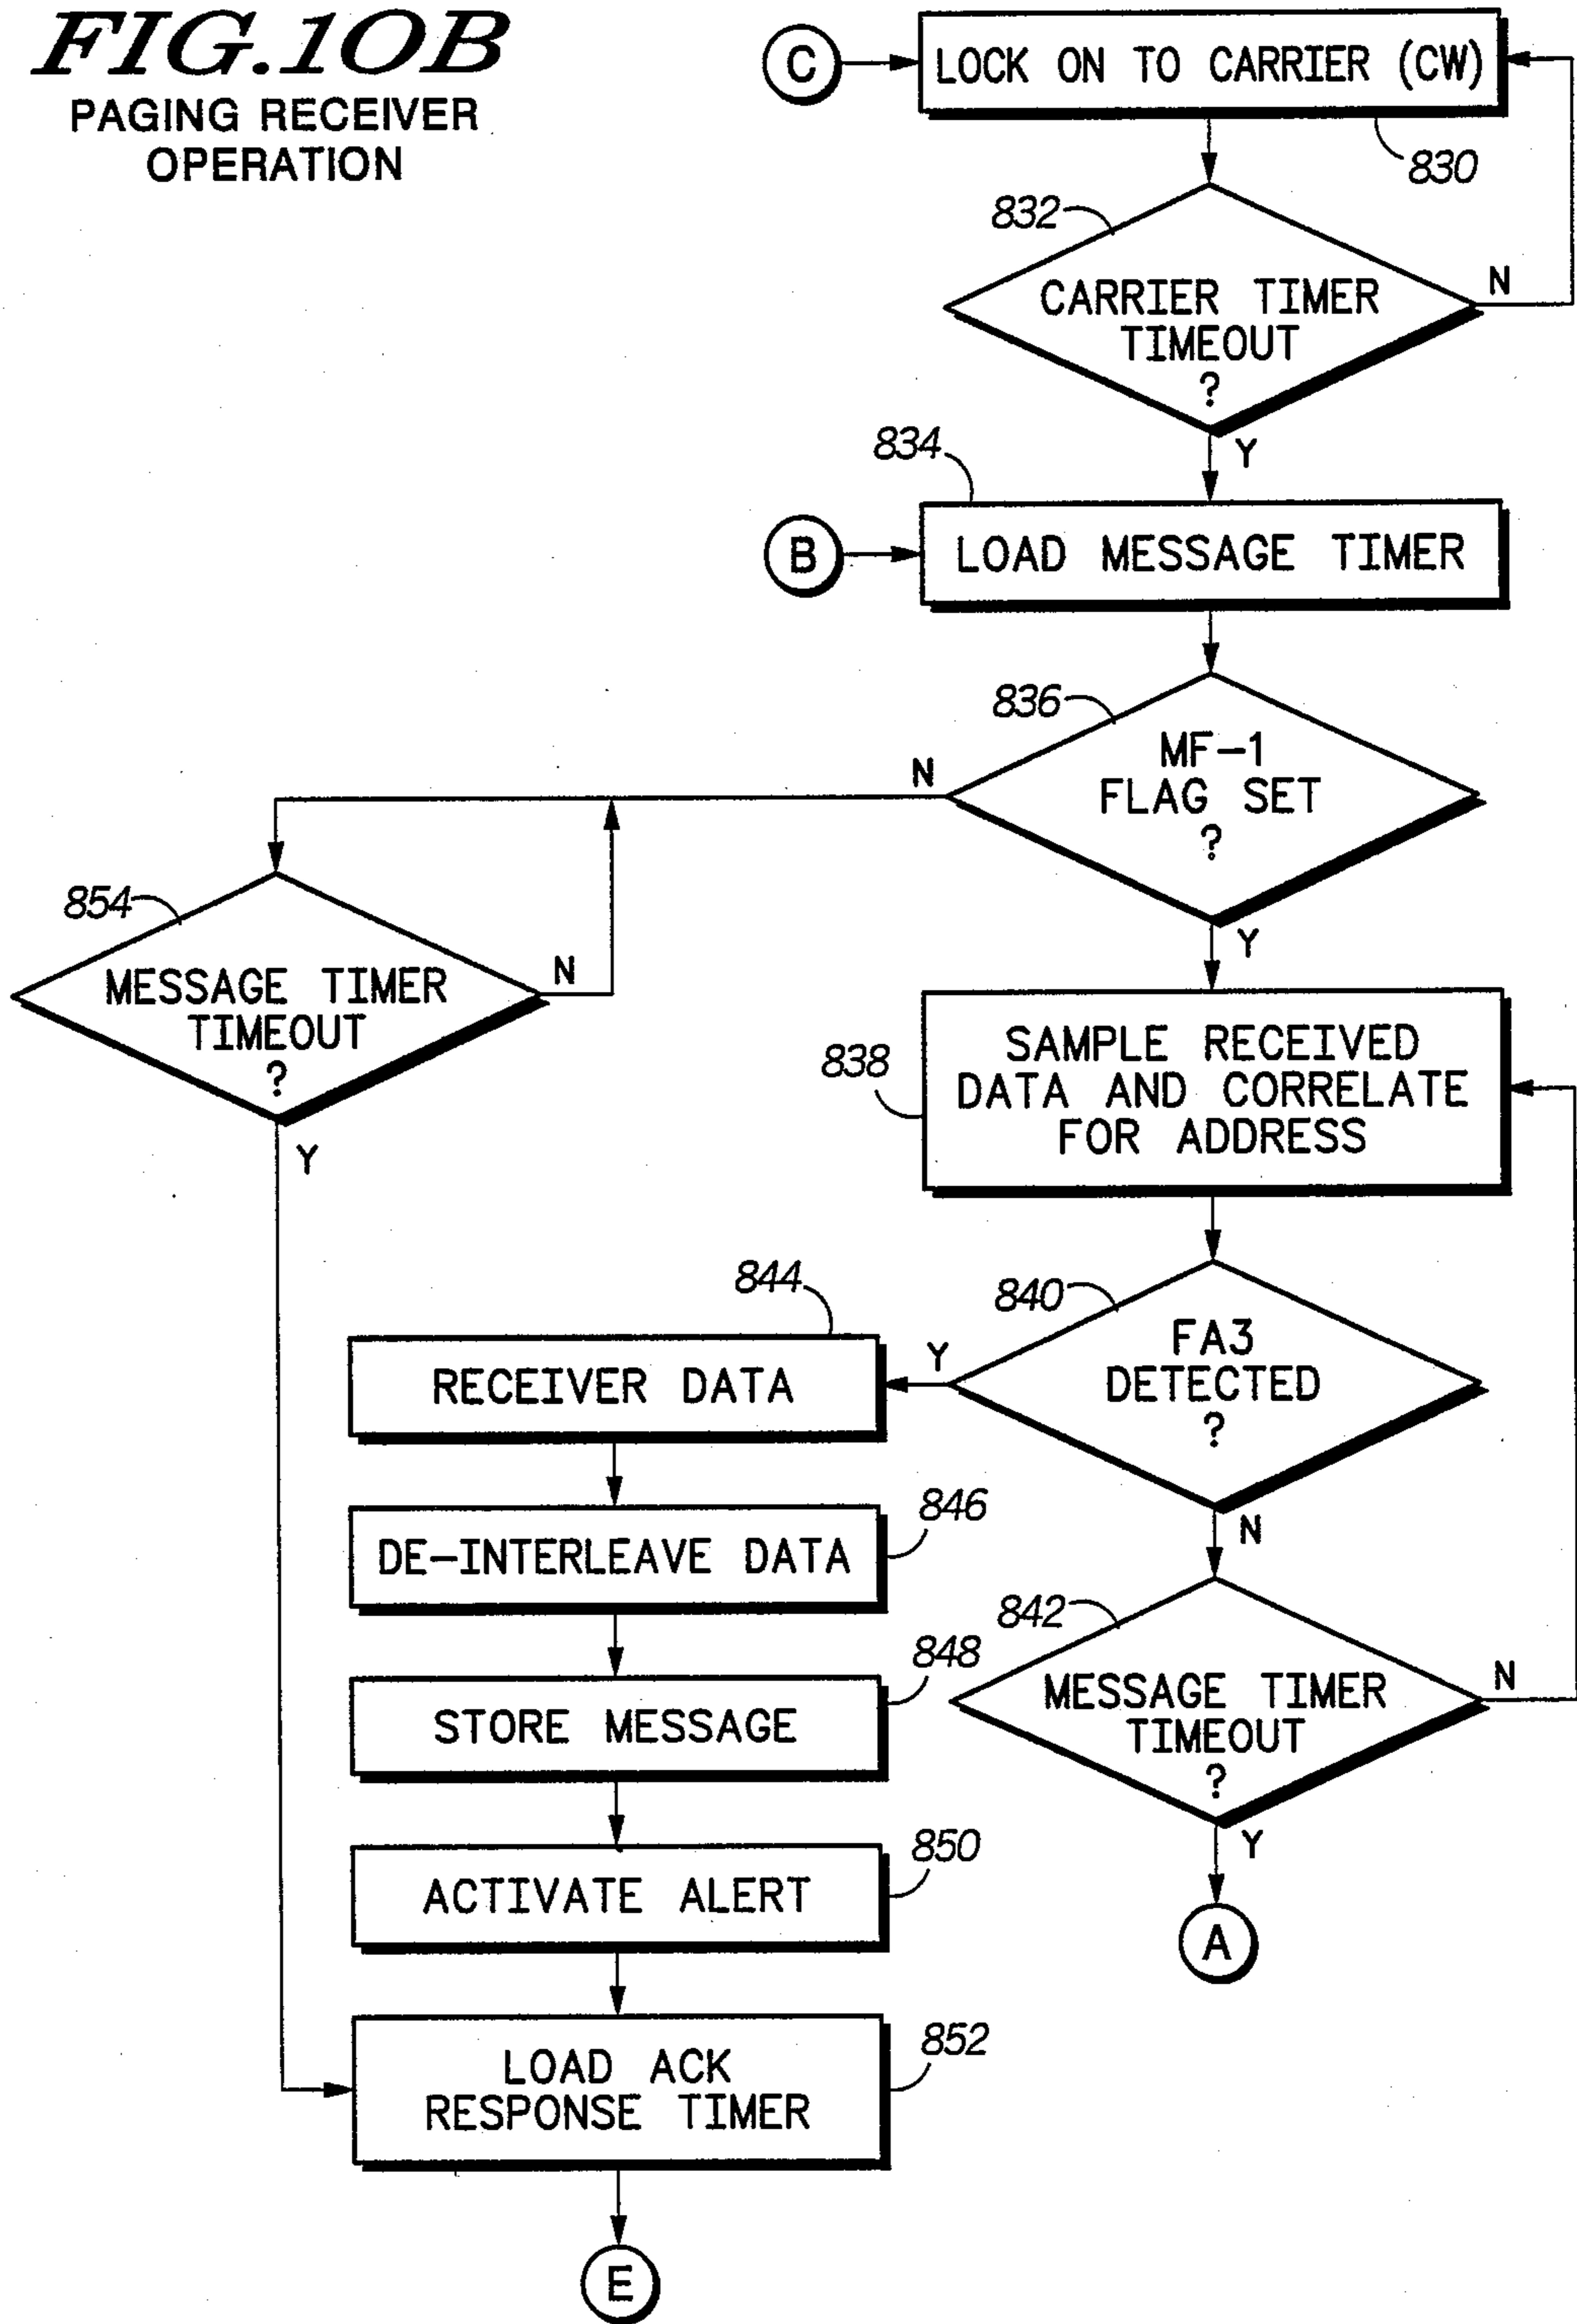 FIG.10B
PAGING RECEIVER
OPERATION
C
LOCK ON TO CARRIER (CW)
830
832
CARRIER TIMER
TIMEOUT
?
N
Y
834
B
LOAD MESSAGE TIMER
836
MF-1
FLAG SET
?
N
Y
854
MESSAGE TIMER
TIMEOUT
?
N
Y
838
SAMPLE RECEIVED
DATA AND CORRELATE
FOR ADDRESS
840
FA3
DETECTED
?
Y
N
844
RECEIVER DATA
846
DE-INTERLEAVE DATA
842
MESSAGE TIMER
TIMEOUT
?
N
Y
A
848
STORE MESSAGE
850
ACTIVATE ALERT
852
LOAD ACK
RESPONSE TIMER
E